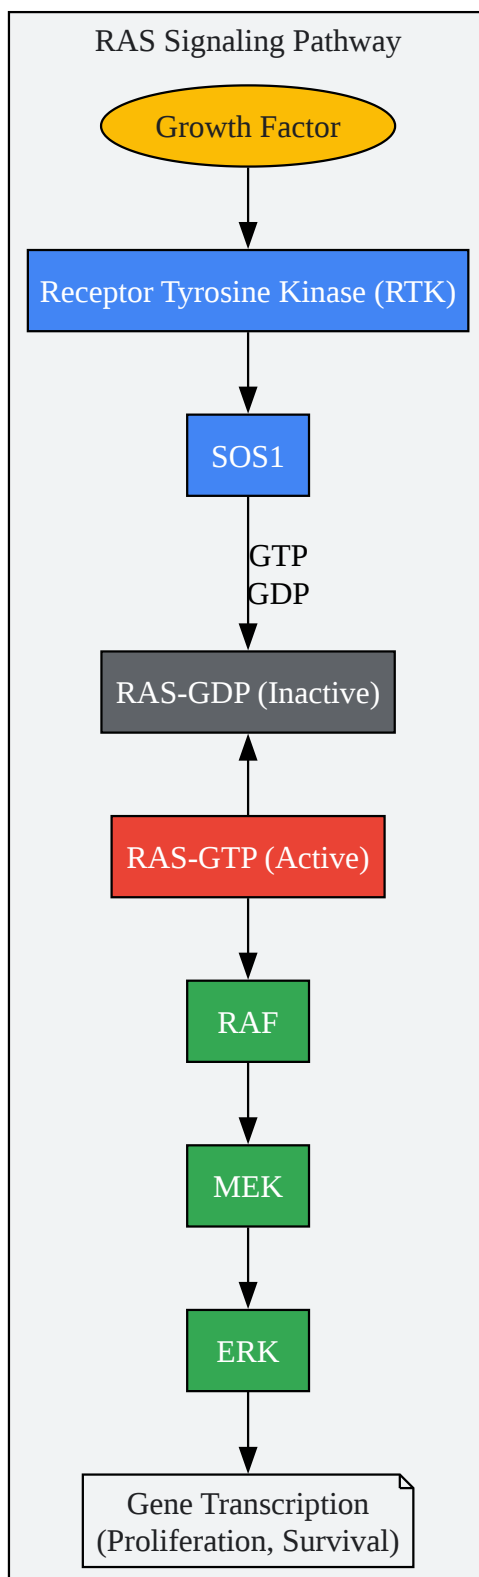 RAS Signaling Pathway
Growth Factor
Receptor Tyrosine Kinase (RTK)
SOS1
GTP
GDP
RAS-GDP (Inactive)
RAS-GTP (Active)
RAF
MEK
ERK
Gene Transcription
(Proliferation, Survival)